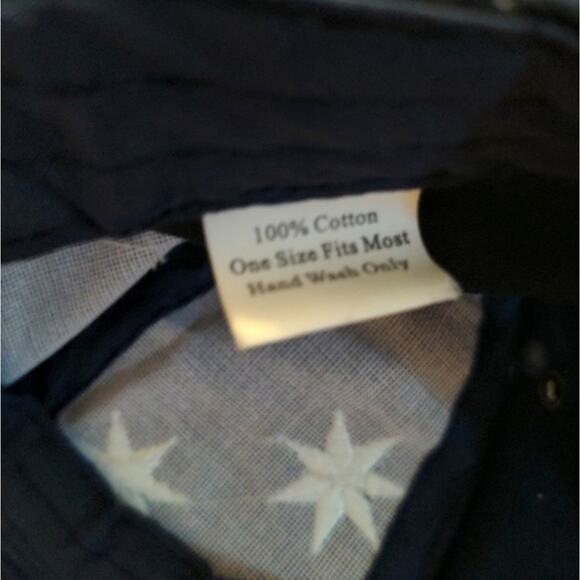 100% Cotton
One Size Fits Most
Hand Wash Only